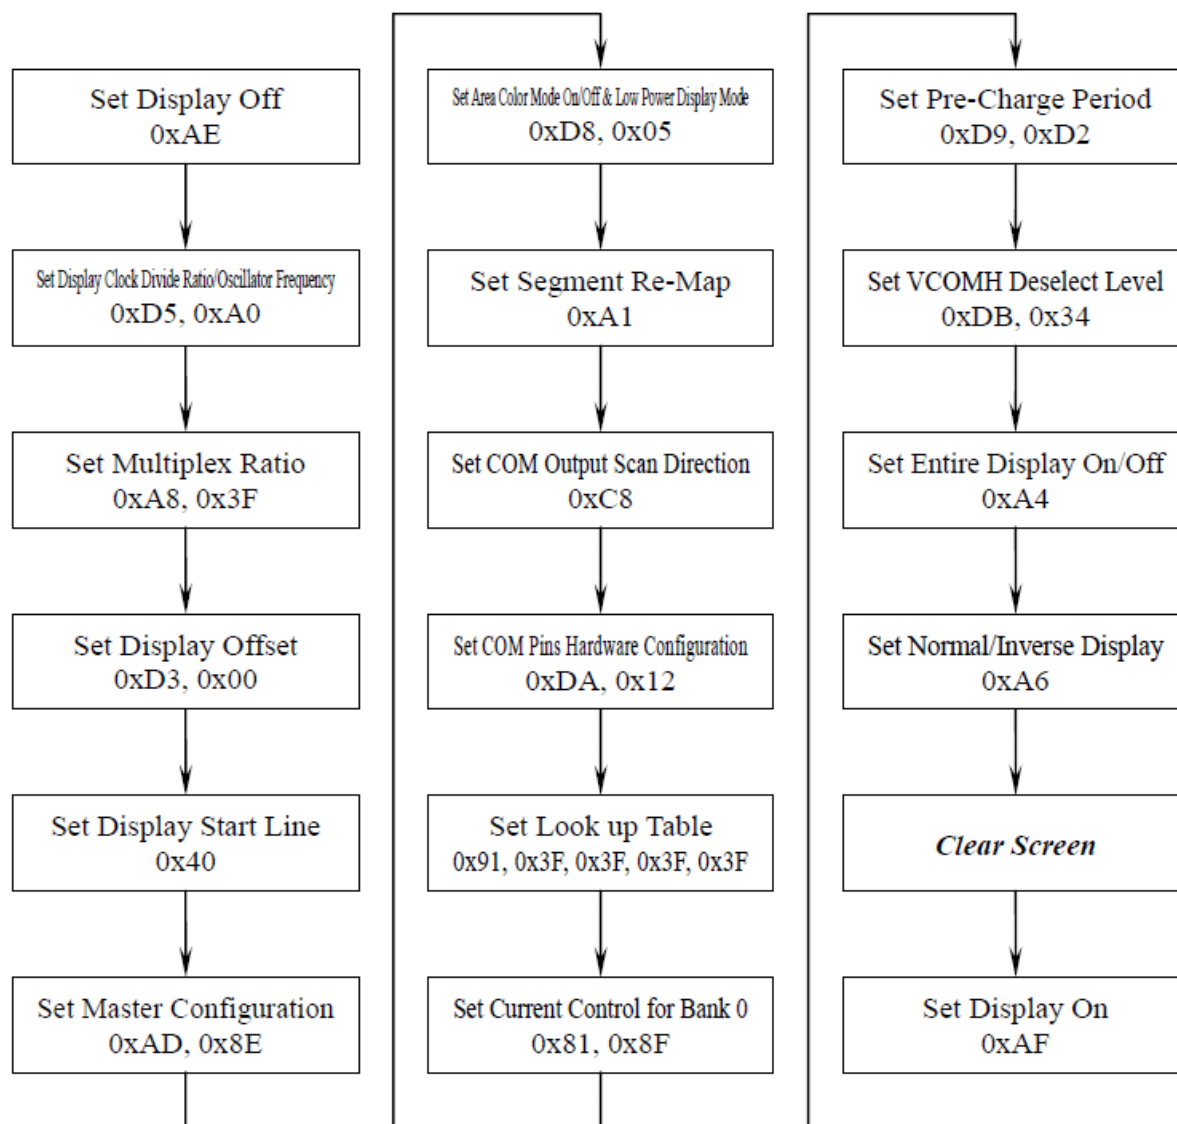 Set Display Off
0xAE
Set Display Clock Divide Ratio/Oscillator Frequency
0xD5, 0xA0
Set Multiplex Ratio
0xA8, 0x3F
Set Display Offset
0xD3, 0x00
Set Display Start Line
0x40
Set Master Configuration
0xAD, 0x8E
Set Area Color Mode On/Off & Low Power Display Mode
0xD8, 0x05
Set Segment Re-Map
0xA1
Set COM Output Scan Direction
0xC8
Set COM Pins Hardware Configuration
0xDA, 0x12
Set Look up Table
0x91, 0x3F, 0x3F, 0x3F, 0x3F
Set Current Control for Bank 0
0x81, 0x8F
Set Pre-Charge Period
0xD9, 0xD2
Set VCOMH Deselect Level
0xDB, 0x34
Set Entire Display On/Off
0xA4
Set Normal/Inverse Display
0xA6
Clear Screen
Set Display On
0xAF